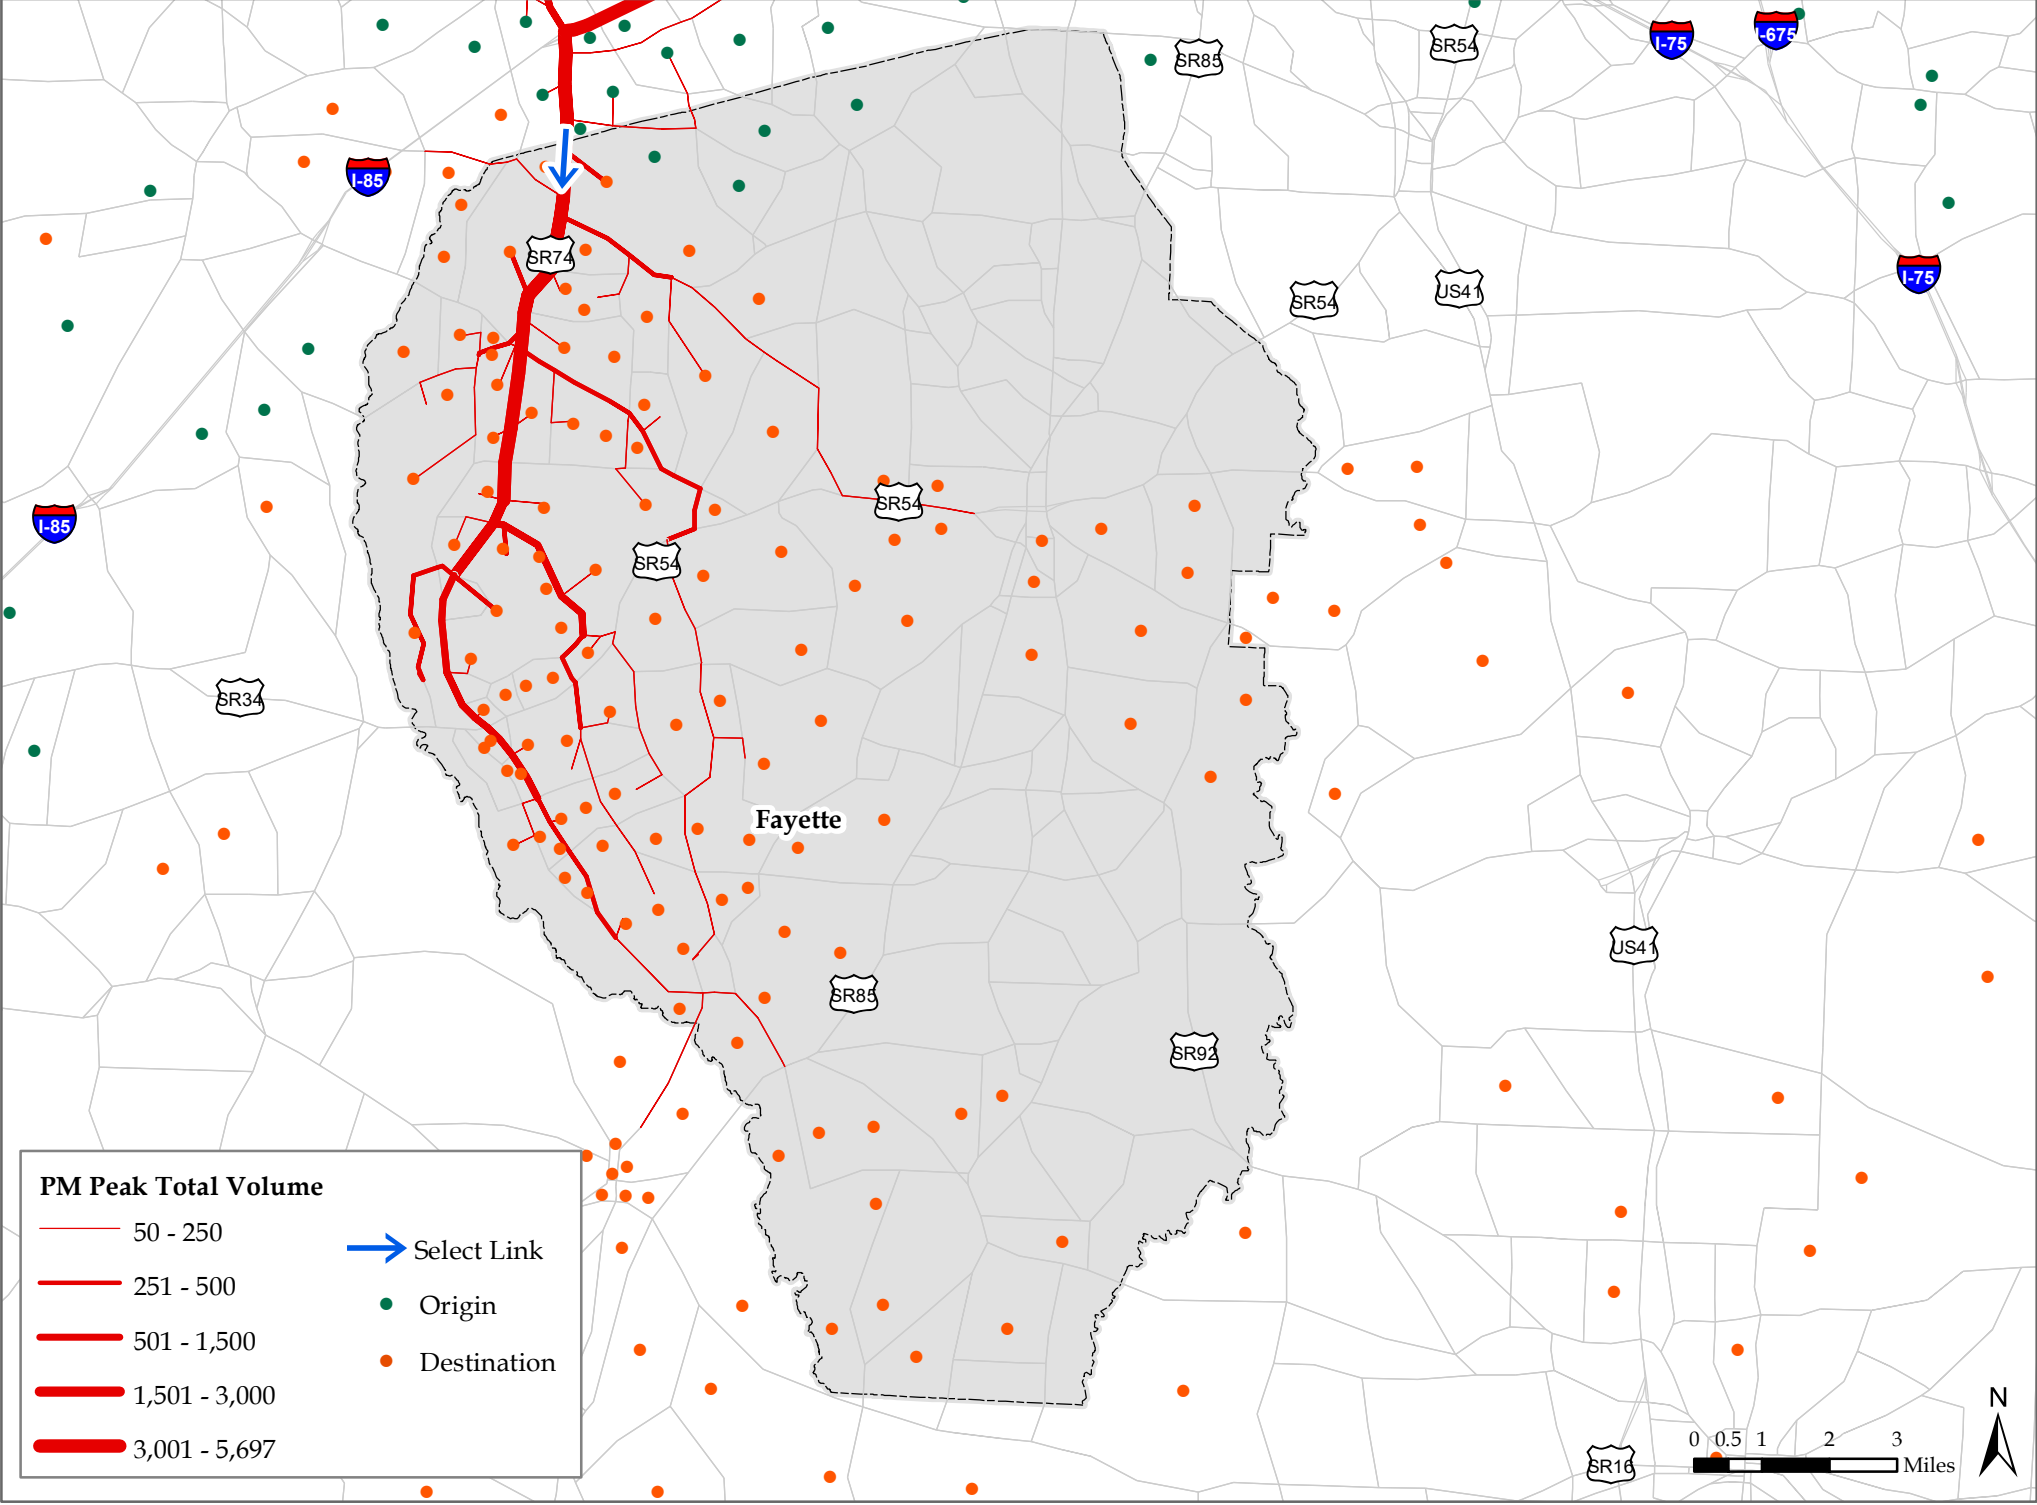 SR85
SR54
I-75
I-675
I-85
SR74
I-75
SR54
US41
SR54
I-85
SR54
SR34
Fayette
US41
SR85
SR92
PM Peak Total Volume
50 - 250
251 - 500
501 - 1,500
1,501 - 3,000
3,001 - 5,697
Select Link
Origin
Destination
N
0 0.5 1 2 3
Miles
SR16